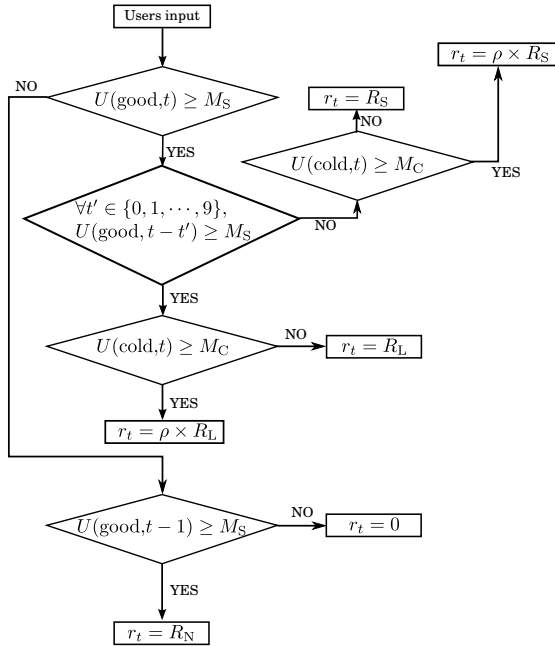 Users input
U(good,t) ≥ M_S
NO
YES
r_t = ρ × R_S
r_t = R_S
NO
U(cold,t) ≥ M_C
YES
∀t′ ∈ {0, 1, ⋯, 9},
U(good, t − t′) ≥ M_S
NO
YES
U(cold,t) ≥ M_C
NO
r_t = R_L
YES
r_t = ρ × R_L
U(good,t − 1) ≥ M_S
NO
r_t = 0
YES
r_t = R_N